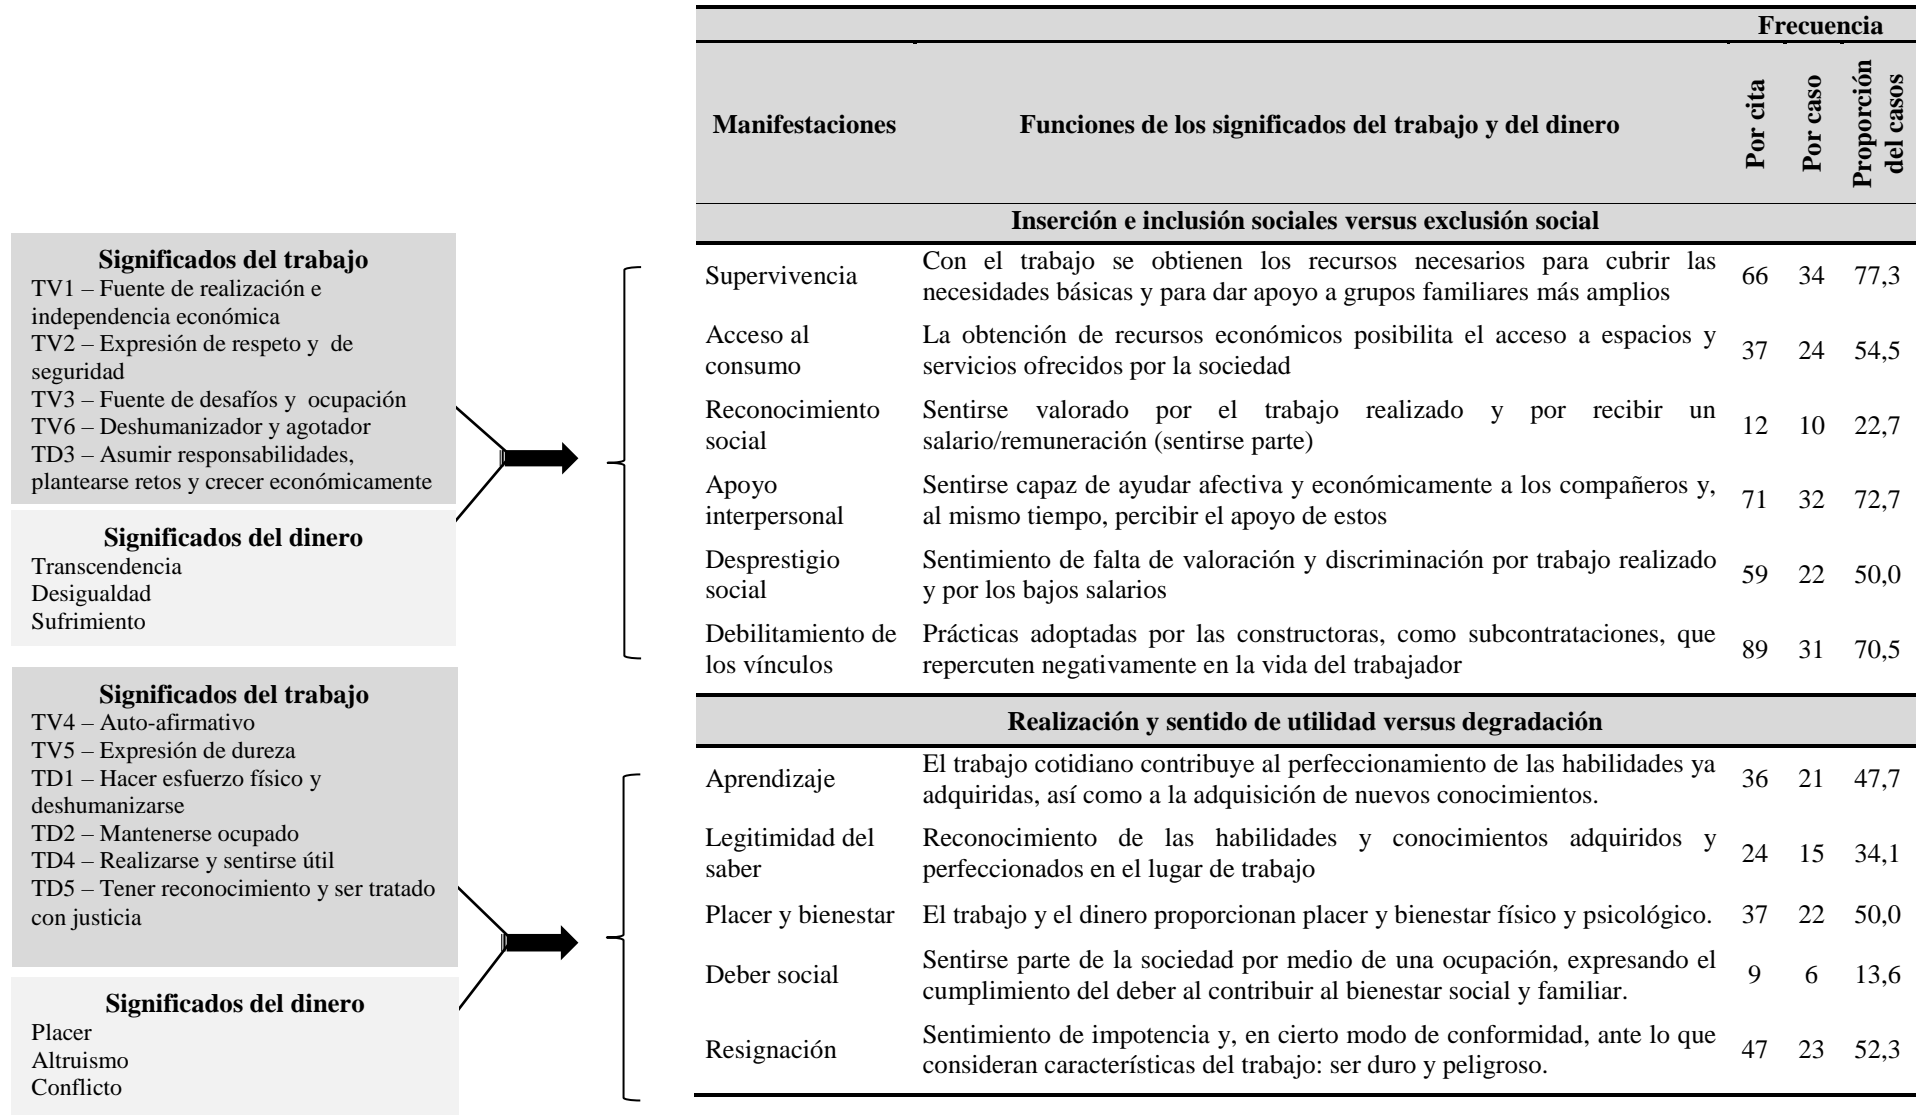 Frecuencia
Manifestaciones
Funciones de los significados del trabajo y del dinero
Por cita
Por caso
Proporción
del casos
Inserción e inclusión sociales versus exclusión social
Significados del trabajo
TV1 – Fuente de realización e
independencia económica
TV2 – Expresión de respeto y de
seguridad
TV3 – Fuente de desafíos y ocupación
TV6 – Deshumanizador y agotador
TD3 – Asumir responsabilidades,
plantearse retos y crecer económicamente
Significados del dinero
Transcendencia
Desigualdad
Sufrimiento
Supervivencia
Con el trabajo se obtienen los recursos necesarios para cubrir las
necesidades básicas y para dar apoyo a grupos familiares más amplios
66 34 77,3
Acceso al
consumo
La obtención de recursos económicos posibilita el acceso a espacios y
servicios ofrecidos por la sociedad
37 24 54,5
Reconocimiento
social
Sentirse valorado por el trabajo realizado y por recibir un
salario/remuneración (sentirse parte)
12 10 22,7
Apoyo
interpersonal
Sentirse capaz de ayudar afectiva y económicamente a los compañeros y,
al mismo tiempo, percibir el apoyo de estos
71 32 72,7
Desprestigio
social
Sentimiento de falta de valoración y discriminación por trabajo realizado
y por los bajos salarios
59 22 50,0
Debilitamiento de
los vínculos
Prácticas adoptadas por las constructoras, como subcontrataciones, que
repercuten negativamente en la vida del trabajador
89 31 70,5
Realización y sentido de utilidad versus degradación
Significados del trabajo
TV4 – Auto-afirmativo
TV5 – Expresión de dureza
TD1 – Hacer esfuerzo físico y
deshumanizarse
TD2 – Mantenerse ocupado
TD4 – Realizarse y sentirse útil
TD5 – Tener reconocimiento y ser tratado
con justicia
Significados del dinero
Placer
Altruismo
Conflicto
Aprendizaje
El trabajo cotidiano contribuye al perfeccionamiento de las habilidades ya
adquiridas, así como a la adquisición de nuevos conocimientos.
36 21 47,7
Legitimidad del
saber
Reconocimiento de las habilidades y conocimientos adquiridos y
perfeccionados en el lugar de trabajo
24 15 34,1
Placer y bienestar
El trabajo y el dinero proporcionan placer y bienestar físico y psicológico.
37 22 50,0
Deber social
Sentirse parte de la sociedad por medio de una ocupación, expresando el
cumplimiento del deber al contribuir al bienestar social y familiar.
9 6 13,6
Resignación
Sentimiento de impotencia y, en cierto modo de conformidad, ante lo que
consideran características del trabajo: ser duro y peligroso.
47 23 52,3